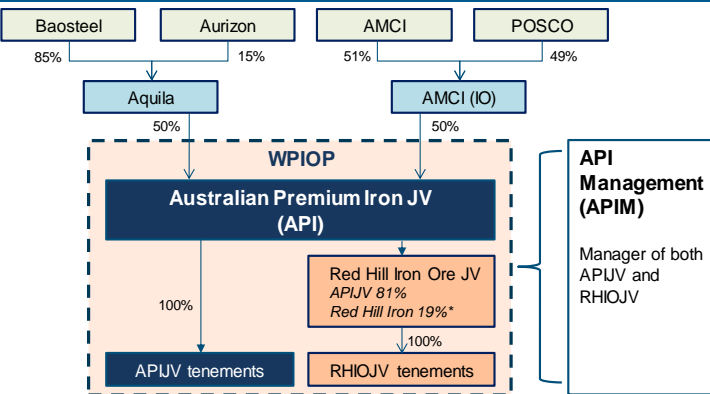 Baosteel
Aurizon
AMCI
POSCO
85%
15%
51%
49%
Aquila
AMCI (IO)
50%
50%
WPIOP
Australian Premium Iron JV
(API)
API
Management
(APIM)
Manager of both
APIJV and
RHIOJV
Red Hill Iron Ore JV
APIJV 81%
Red Hill Iron 19%*
100%
100%
APIJV tenements
RHIOJV tenements